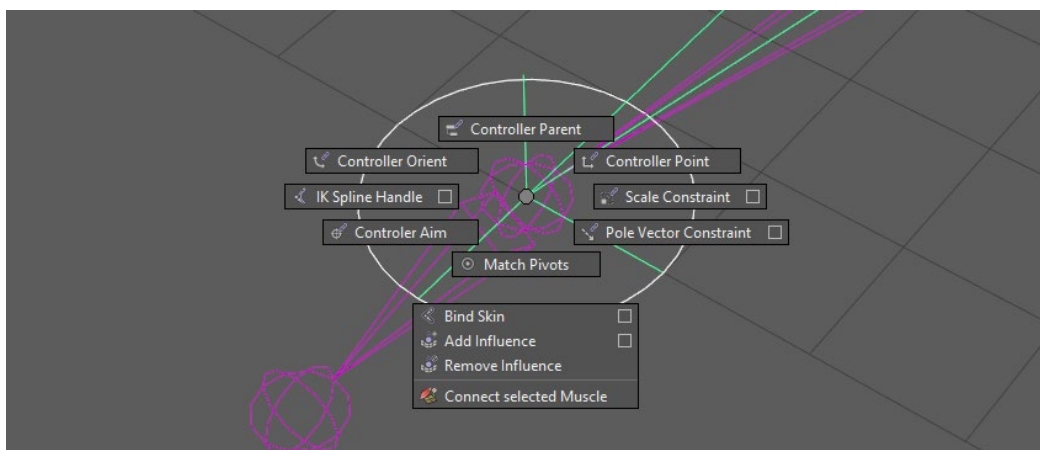 Controller Parent
Controller Orient
Controller Point
IK Spline Handle
Scale Constraint
Controler Aim
Pole Vector Constraint
Match Pivots
Bind Skin
Add Influence
Remove Influence
Connect selected Muscle